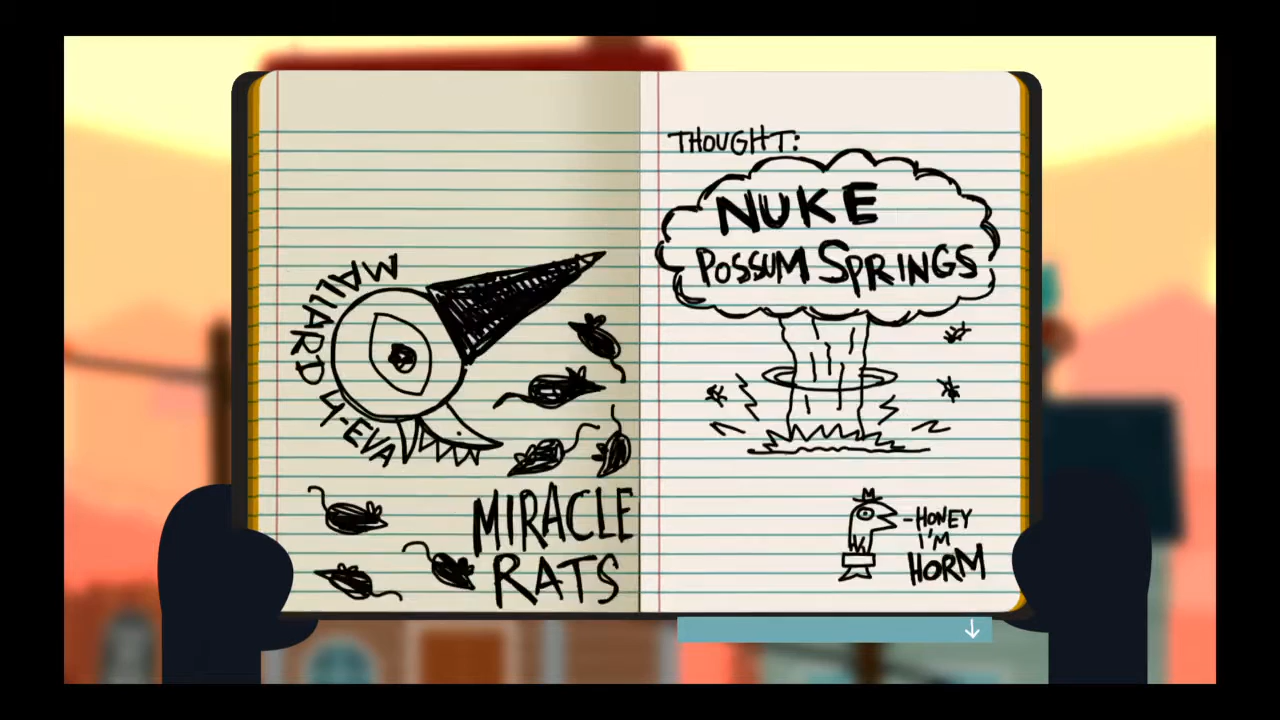 MALLARD 4-EVA
MIRACLE
RATS
THOUGHT:
NUKE
POSSUM SPRINGS
-HONEY
I'M
HORM